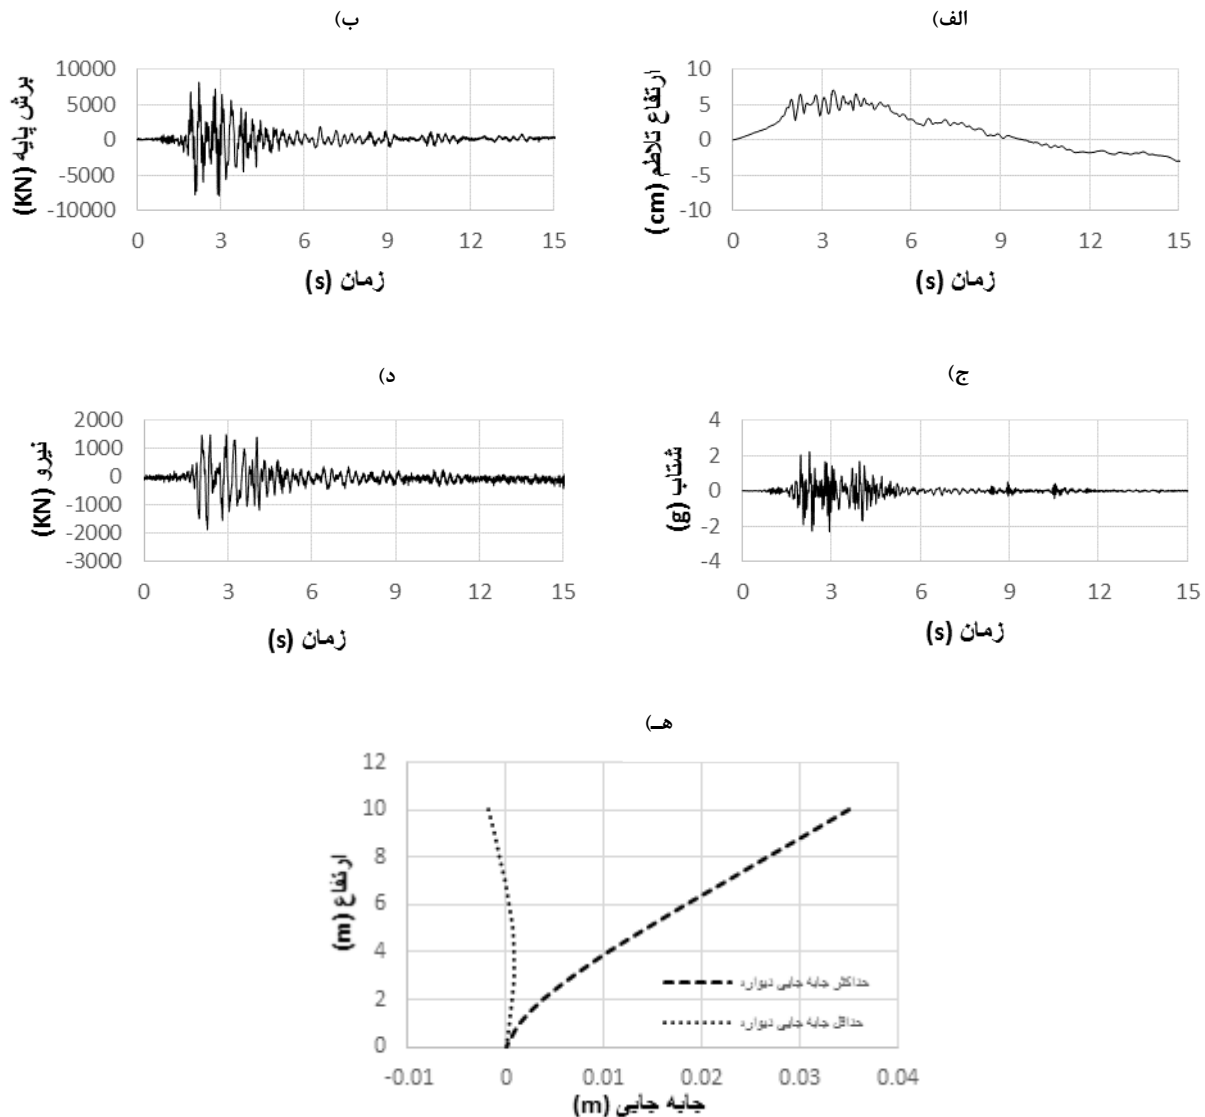 الف)
ارتفاع تلاطم (cm)
10
5
0
-5
-10
0 3 6 9 12 15
زمان (s)
ب)
برش پایه (KN)
10000
5000
0
-5000
-10000
0 3 6 9 12 15
زمان (s)
ج)
شتاب (g)
4
2
0
-2
-4
0 3 6 9 12 15
زمان (s)
د)
نیرو (KN)
2000
1000
0
-1000
-2000
-3000
0 3 6 9 12 15
زمان (s)
هـ)
ارتفاع (m)
12
10
8
6
4
2
0
حداکثر جابه جایی دیواره
حداقل جابه جایی دیواره
-0.01 0 0.01 0.02 0.03 0.04
جابه جایی (m)